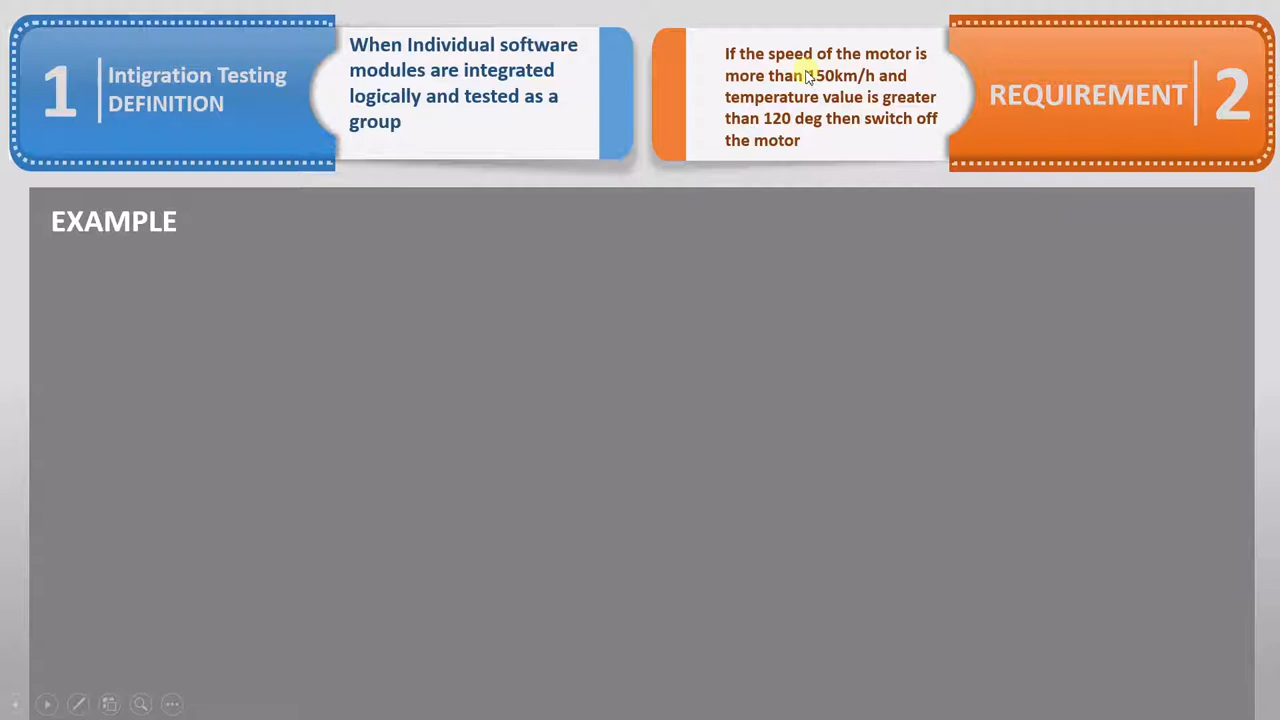 1
Intigration Testing
DEFINITION
When Individual software
modules are integrated
logically and tested as a
group
If the speed of the motor is
more than 50km/h and
temperature value is greater
than 120 deg then switch off
the motor
REQUIREMENT
2
EXAMPLE